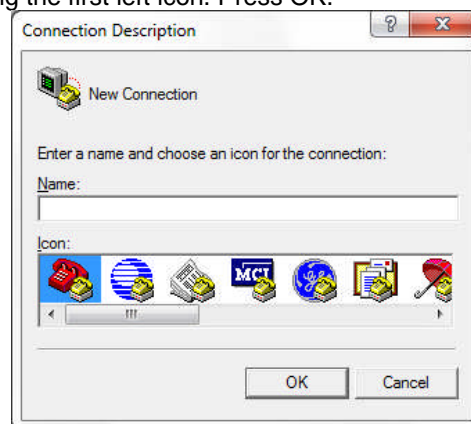 g the first left icon. Press OK.
Connection Description
New Connection
Enter a name and choose an icon for the connection:
Name:
Icon:
MCI
OK Cancel